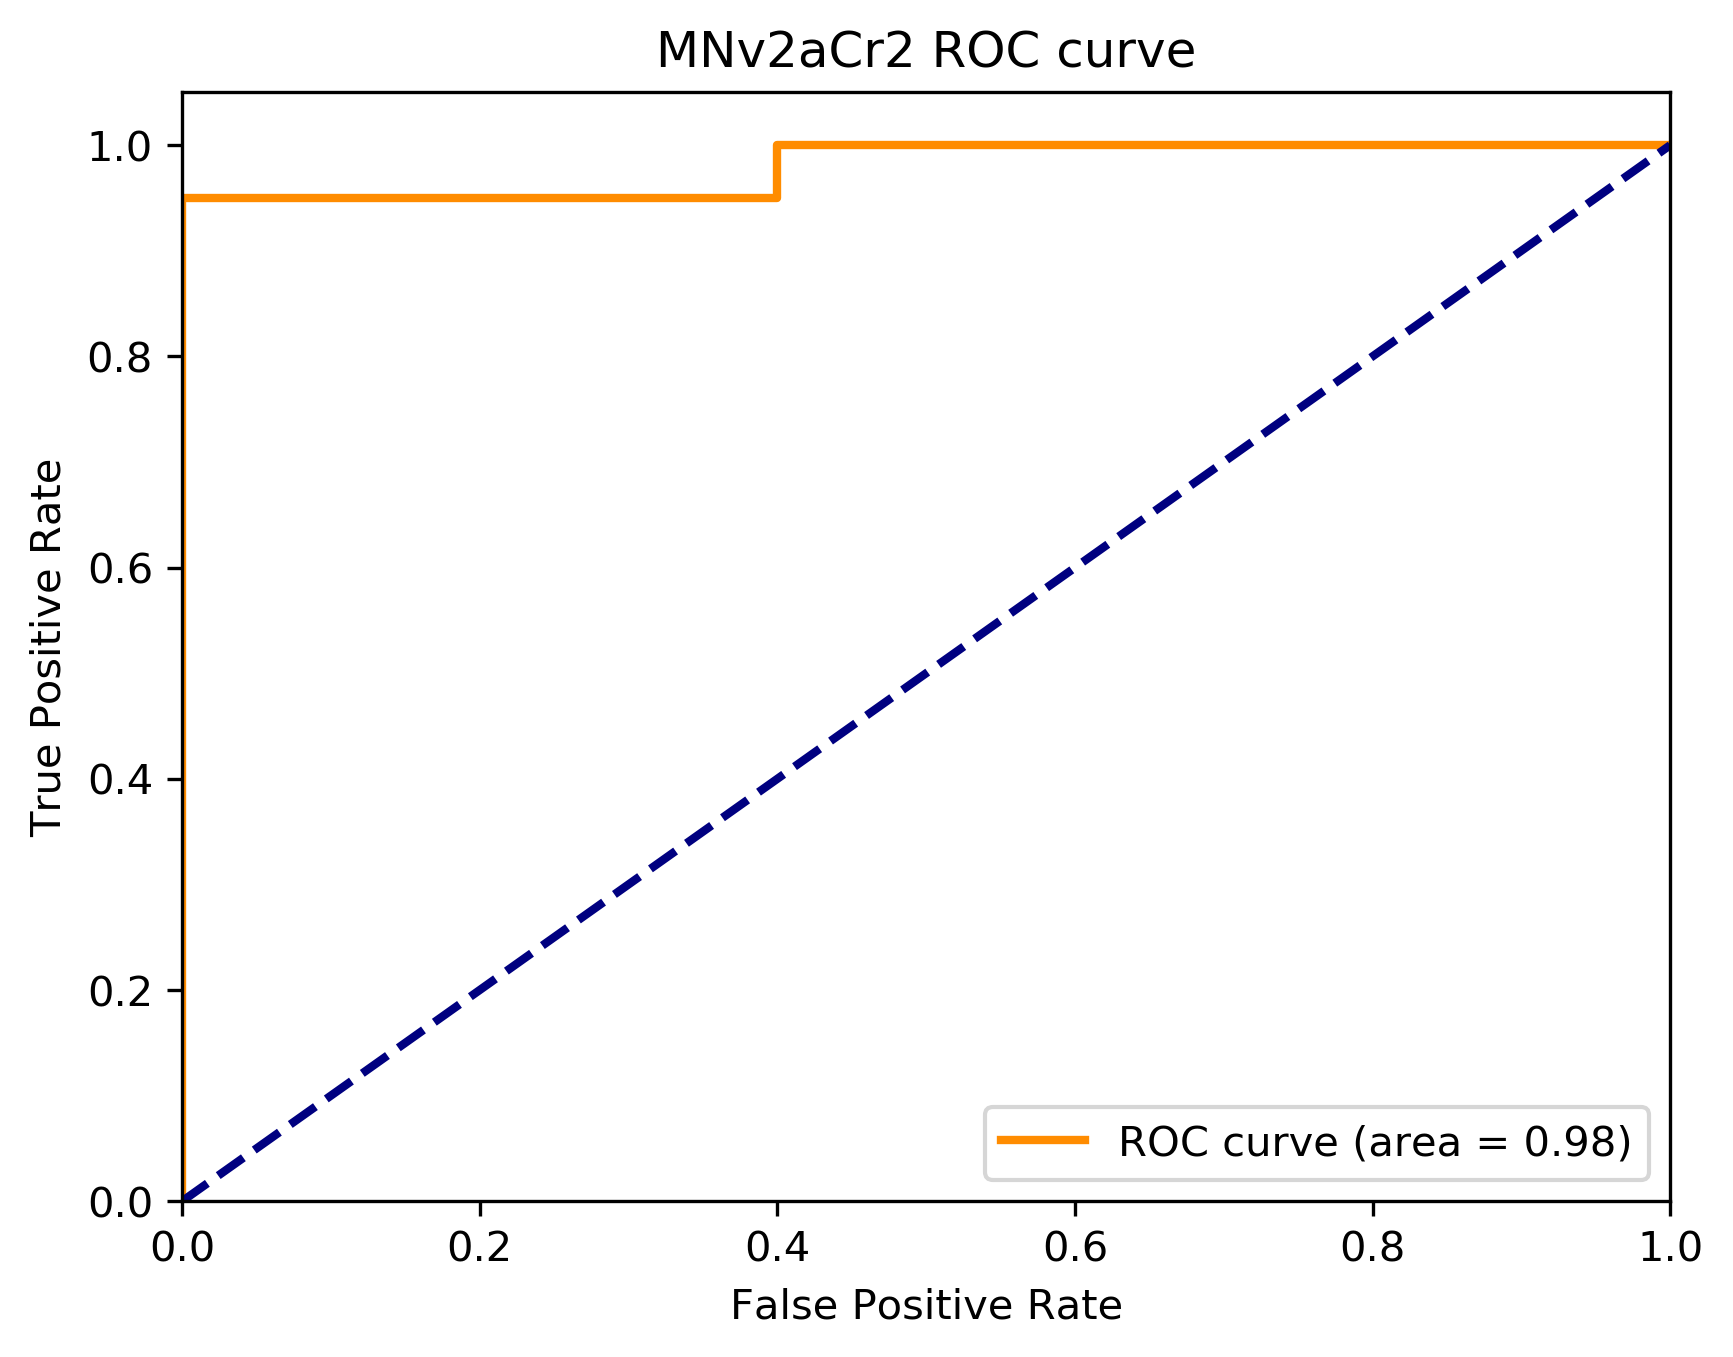 MNv2aCr2 ROC curve
1.0
0.8
0.6
0.4
0.2
0.0
True Positive Rate
ROC curve (area = 0.98)
0.0 0.2 0.4 0.6 0.8 1.0
False Positive Rate